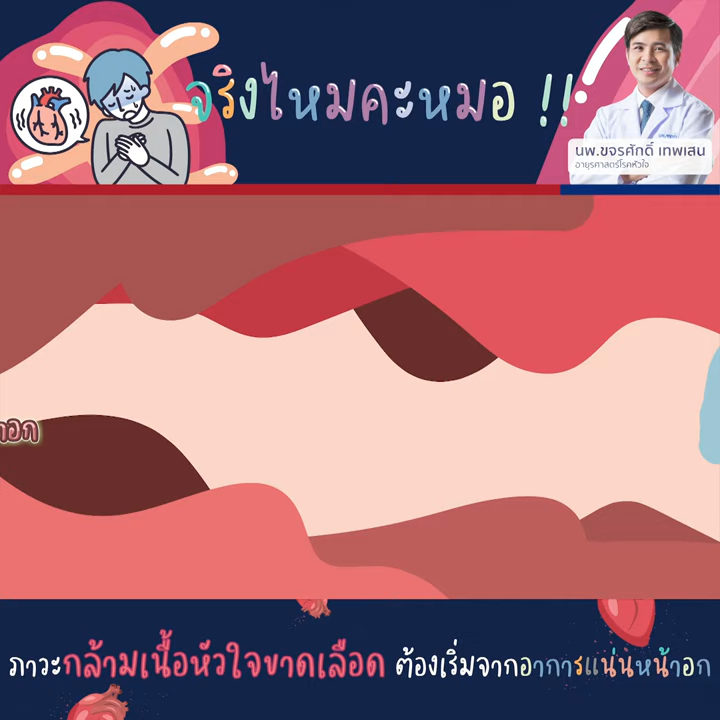 จริงไหมคะหมอ !!
นพ.ขจรศักดิ์ เทพเสน
อายุรศาสตร์โรคหัวใจ
ภาวะกล้ามเนื้อหัวใจขาดเลือด ต้องเริ่มจากอาการแน่นหน้าอก